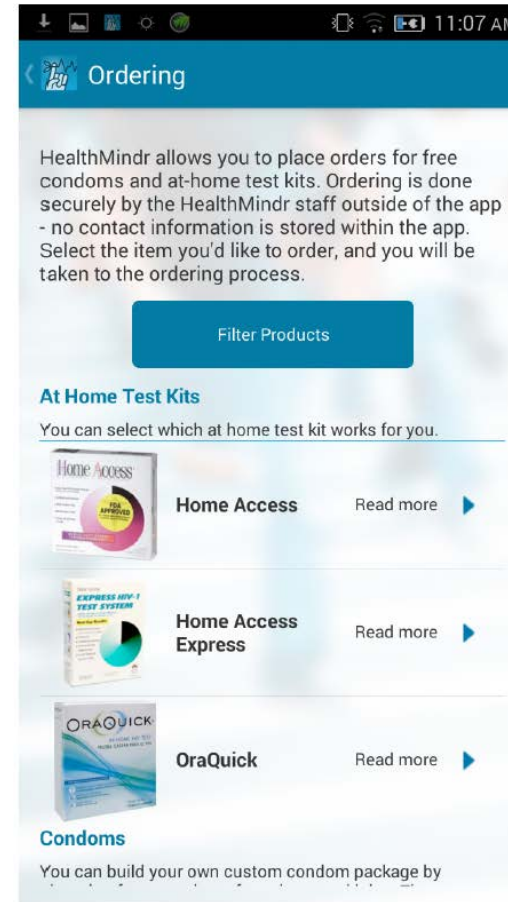 11:07 AM
Ordering
HealthMindr allows you to place orders for free
condoms and at-home test kits. Ordering is done
securely by the HealthMindr staff outside of the app
- no contact information is stored within the app.
Select the item you'd like to order, and you will be
taken to the ordering process.
Filter Products
At Home Test Kits
You can select which at home test kit works for you.
Home Access
FDA
APPROVED
Home Access
Read more
EXPRESS HIV-1
TEST SYSTEM
Home Access
Express
Read more
ORAQUICK
OraQuick
Read more
Condoms
You can build your own custom condom package by